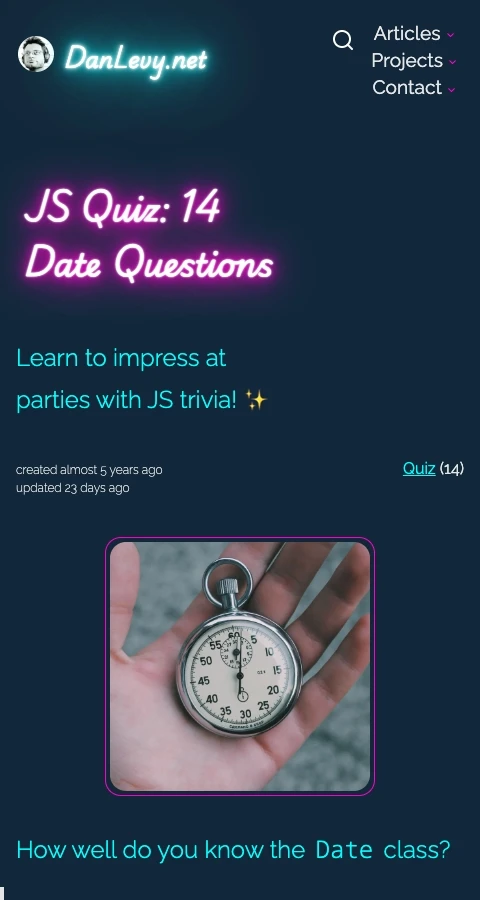 DanLevy.net
Articles
Projects
Contact
JS Quiz: 14
Date Questions
Learn to impress at
parties with JS trivia! ✨
created almost 5 years ago
updated 23 days ago
Quiz (14)
60
5
10
15
20
25
30
35
40
45
50
55
How well do you know the Date class?